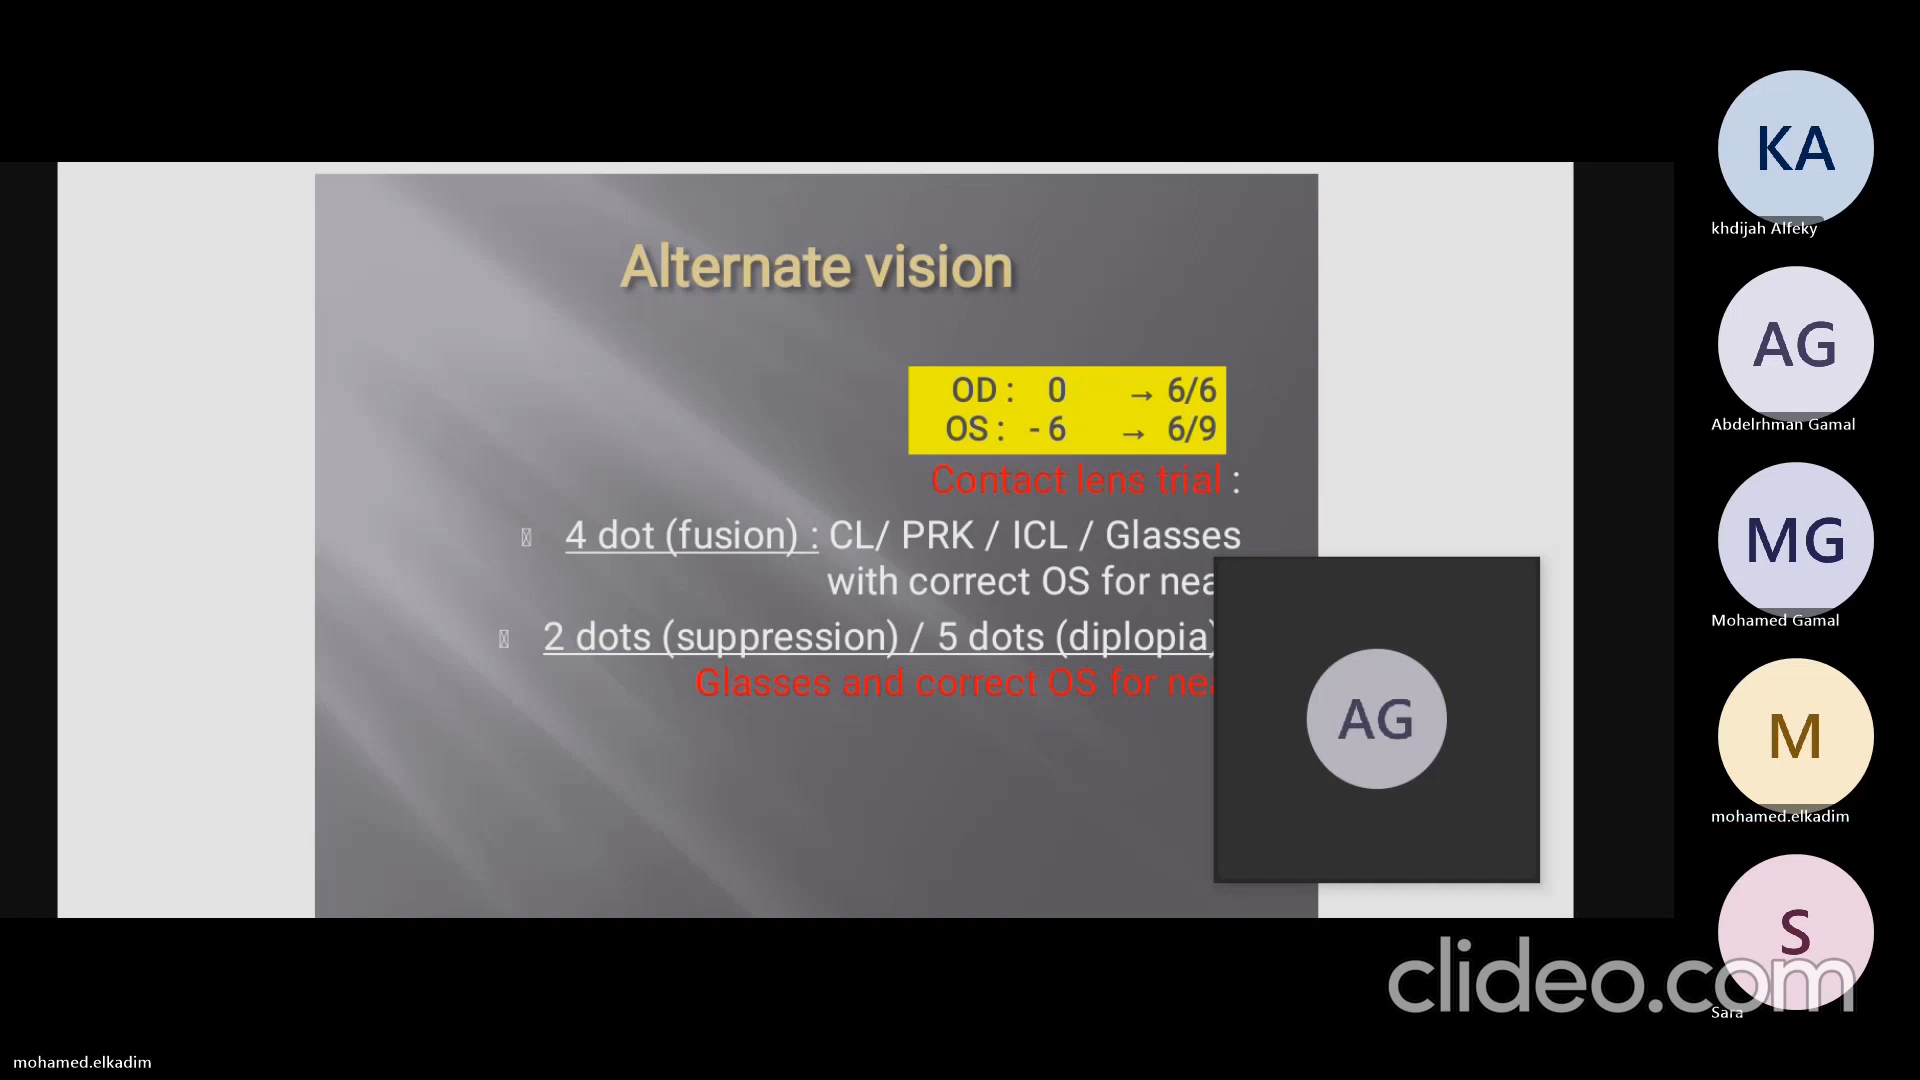 Alternate vision
OD : 0 → 6/6
OS : - 6 → 6/9
Contact lens trial :
4 dot (fusion) : CL/ PRK / ICL / Glasses
with correct OS for
2 dots (suppression) / 5 dots (diplopia)
Glasses and correct OS for
AG
KA
khdijah Alfeky
AG
Abdelrhman Gamal
MG
Mohamed Gamal
M
mohamed.elkadim
S
Sara
clideo.com
mohamed.elkadim